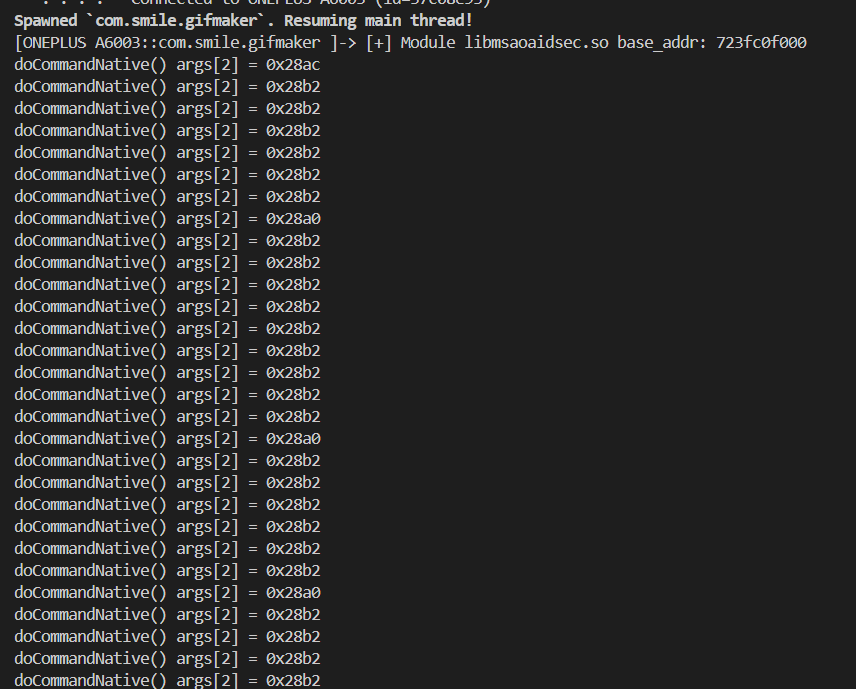 . . . . Connected to ONEPLUS A6003
Spawned `com.smile.gifmaker`. Resuming main thread!
[ONEPLUS A6003::com.smile.gifmaker ]-> [+] Module libmsaoaidsec.so base_addr: 723fc0f000
doCommandNative() args[2] = 0x28ac
doCommandNative() args[2] = 0x28b2
doCommandNative() args[2] = 0x28b2
doCommandNative() args[2] = 0x28b2
doCommandNative() args[2] = 0x28b2
doCommandNative() args[2] = 0x28b2
doCommandNative() args[2] = 0x28b2
doCommandNative() args[2] = 0x28a0
doCommandNative() args[2] = 0x28b2
doCommandNative() args[2] = 0x28b2
doCommandNative() args[2] = 0x28b2
doCommandNative() args[2] = 0x28b2
doCommandNative() args[2] = 0x28b2
doCommandNative() args[2] = 0x28b2
doCommandNative() args[2] = 0x28b2
doCommandNative() args[2] = 0x28b2
doCommandNative() args[2] = 0x28b2
doCommandNative() args[2] = 0x28a0
doCommandNative() args[2] = 0x28b2
doCommandNative() args[2] = 0x28b2
doCommandNative() args[2] = 0x28b2
doCommandNative() args[2] = 0x28b2
doCommandNative() args[2] = 0x28b2
doCommandNative() args[2] = 0x28b2
doCommandNative() args[2] = 0x28a0
doCommandNative() args[2] = 0x28b2
doCommandNative() args[2] = 0x28b2
doCommandNative() args[2] = 0x28b2
doCommandNative() args[2] = 0x28b2